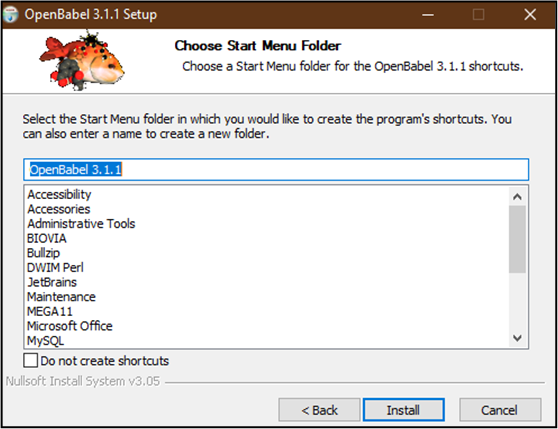 OpenBabel 3.1.1 Setup
Choose Start Menu Folder
Choose a Start Menu folder for the OpenBabel 3.1.1 shortcuts.
Select the Start Menu folder in which you would like to create the program's shortcuts. You
can also enter a name to create a new folder.
OpenBabel 3.1.1
Accessibility
Accessories
Administrative Tools
BIOVIA
Bullzip
DWIM Perl
JetBrains
Maintenance
MEGA11
Microsoft Office
MySQL
Do not create shortcuts
Nullsoft Install System v3.05
< Back
Install
Cancel